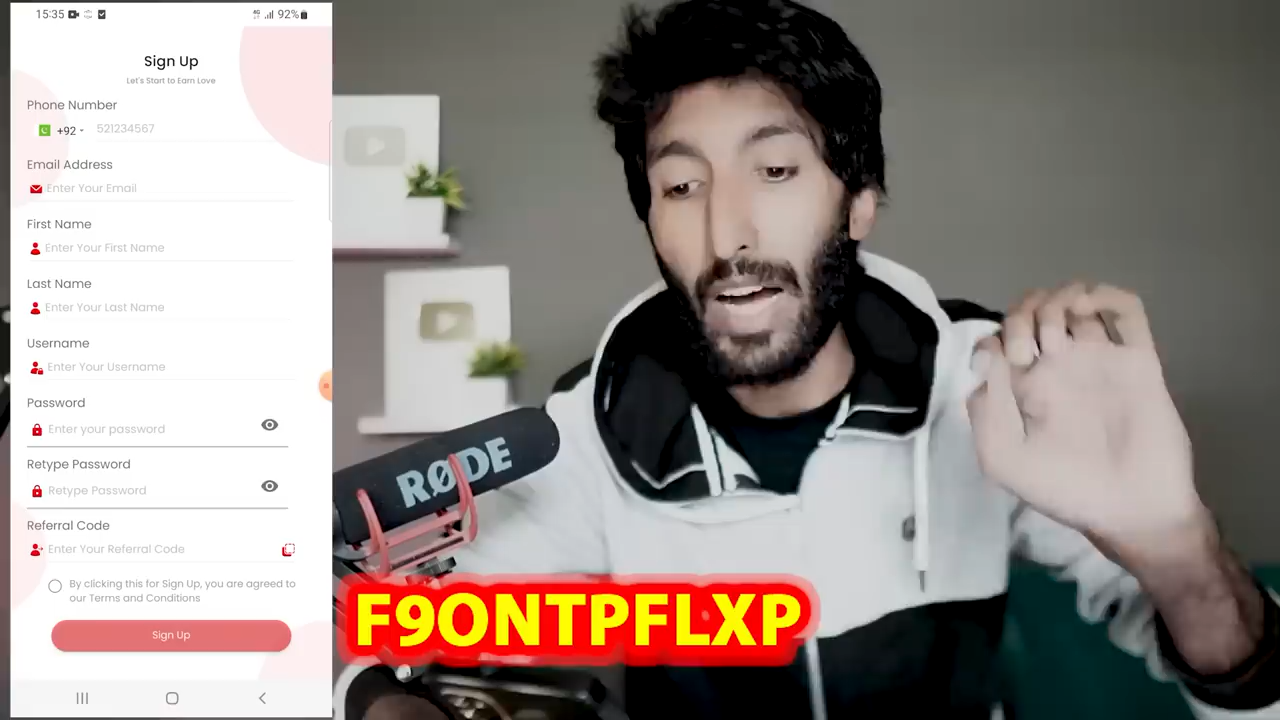 15:35
92%
Sign Up
Let's Start to Earn Love
Phone Number
+92
521234567
Email Address
Enter Your Email
First Name
Enter Your First Name
Last Name
Enter Your Last Name
Username
Enter Your Username
Password
Enter your password
Retype Password
Retype Password
Referral Code
Enter Your Referral Code
By clicking this for Sign Up, you are agreed to
our Terms and Conditions
Sign Up
RØDE
F9ONTPFLXP